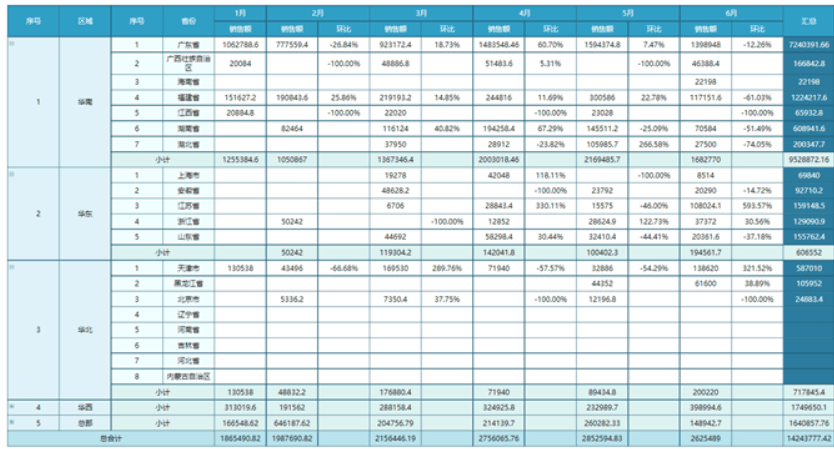 序号 区域 序号 省份 1月 2月 3月 4月 5月 6月 汇总
销售额 销售额 环比 销售额 环比 销售额 环比 销售额 环比 销售额 环比
1 华南 1 广东省 1062788.6 777559.4 -26.84% 923172.4 18.73% 1483548.46 60.70% 1594374.8 7.47% 1398948 -12.26% 7240391.66
2 广西壮族自治区 20084 -100.00% 48886.8 51483.6 5.31% -100.00% 46388.4 166842.8
3 海南省 22198 22198
4 福建省 151627.2 190843.6 25.86% 219193.2 14.85% 244816 11.69% 300586 22.78% 117151.6 -61.03% 1224217.6
5 江西省 20884.8 -100.00% 22020 -100.00% 23028 -100.00% 65932.8
6 湖南省 82464 116124 40.82% 194258.4 67.29% 145511.2 -25.09% 70584 -51.49% 608941.6
7 湖北省 37950 28912 -23.82% 105985.7 266.58% 27500 -74.05% 200347.7
小计 1255384.6 1050867 1367346.4 2003018.46 2169485.7 1682770 9528872.16
2 华东 1 上海市 19278 42048 118.11% -100.00% 8514 69840
2 安徽省 48628.2 -100.00% 23792 20290 -14.72% 92710.2
3 江苏省 6706 28843.4 330.11% 15575 -46.00% 108024.1 593.57% 159148.5
4 浙江省 50242 -100.00% 12852 28624.9 122.73% 37372 30.56% 129090.9
5 山东省 44692 58298.4 30.44% 32410.4 -44.41% 20361.6 -37.18% 155762.4
小计 50242 119304.2 142041.8 100402.3 194561.7 606552
3 华北 1 天津市 130538 43496 -66.68% 169530 289.76% 71940 -57.57% 32886 -54.29% 138620 321.52% 587010
2 黑龙江省 44352 61600 38.89% 105952
3 北京市 5336.2 7350.4 37.75% -100.00% 12196.8 -100.00% 24883.4
4 辽宁省
5 河南省
6 吉林省
7 河北省
8 内蒙古自治区
小计 130538 48832.2 176880.4 71940 89434.8 200220 717845.4
4 华西 小计 313019.6 191562 288158.4 324925.8 232989.7 398994.6 1749650.1
5 总部 小计 166548.62 646187.62 204756.79 214139.7 260282.33 148942.7 1640857.76
总合计 1865490.82 1987690.82 2156446.19 2756065.76 2852594.83 2625489 14243777.42